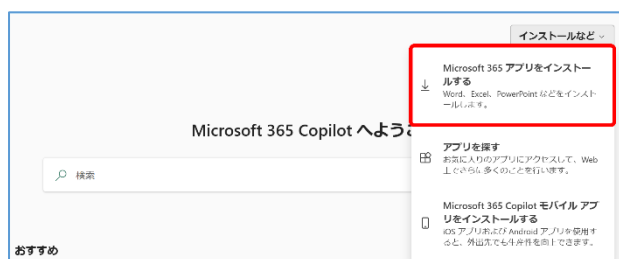 インストールなど
Microsoft 365 アプリをインストー
ルする
Word、Excel、PowerPoint などをインスト
ールします。
Microsoft 365 Copilot へようこ
検索
アプリを探す
お気に入りのアプリにアクセスして、Web
上でさらに多くのことを行います。
Microsoft 365 Copilot モバイル アプ
リをインストールする
iOS アプリおよび Android アプリを使用す
ると、外出先でも生産性を向上できます。
おすすめ